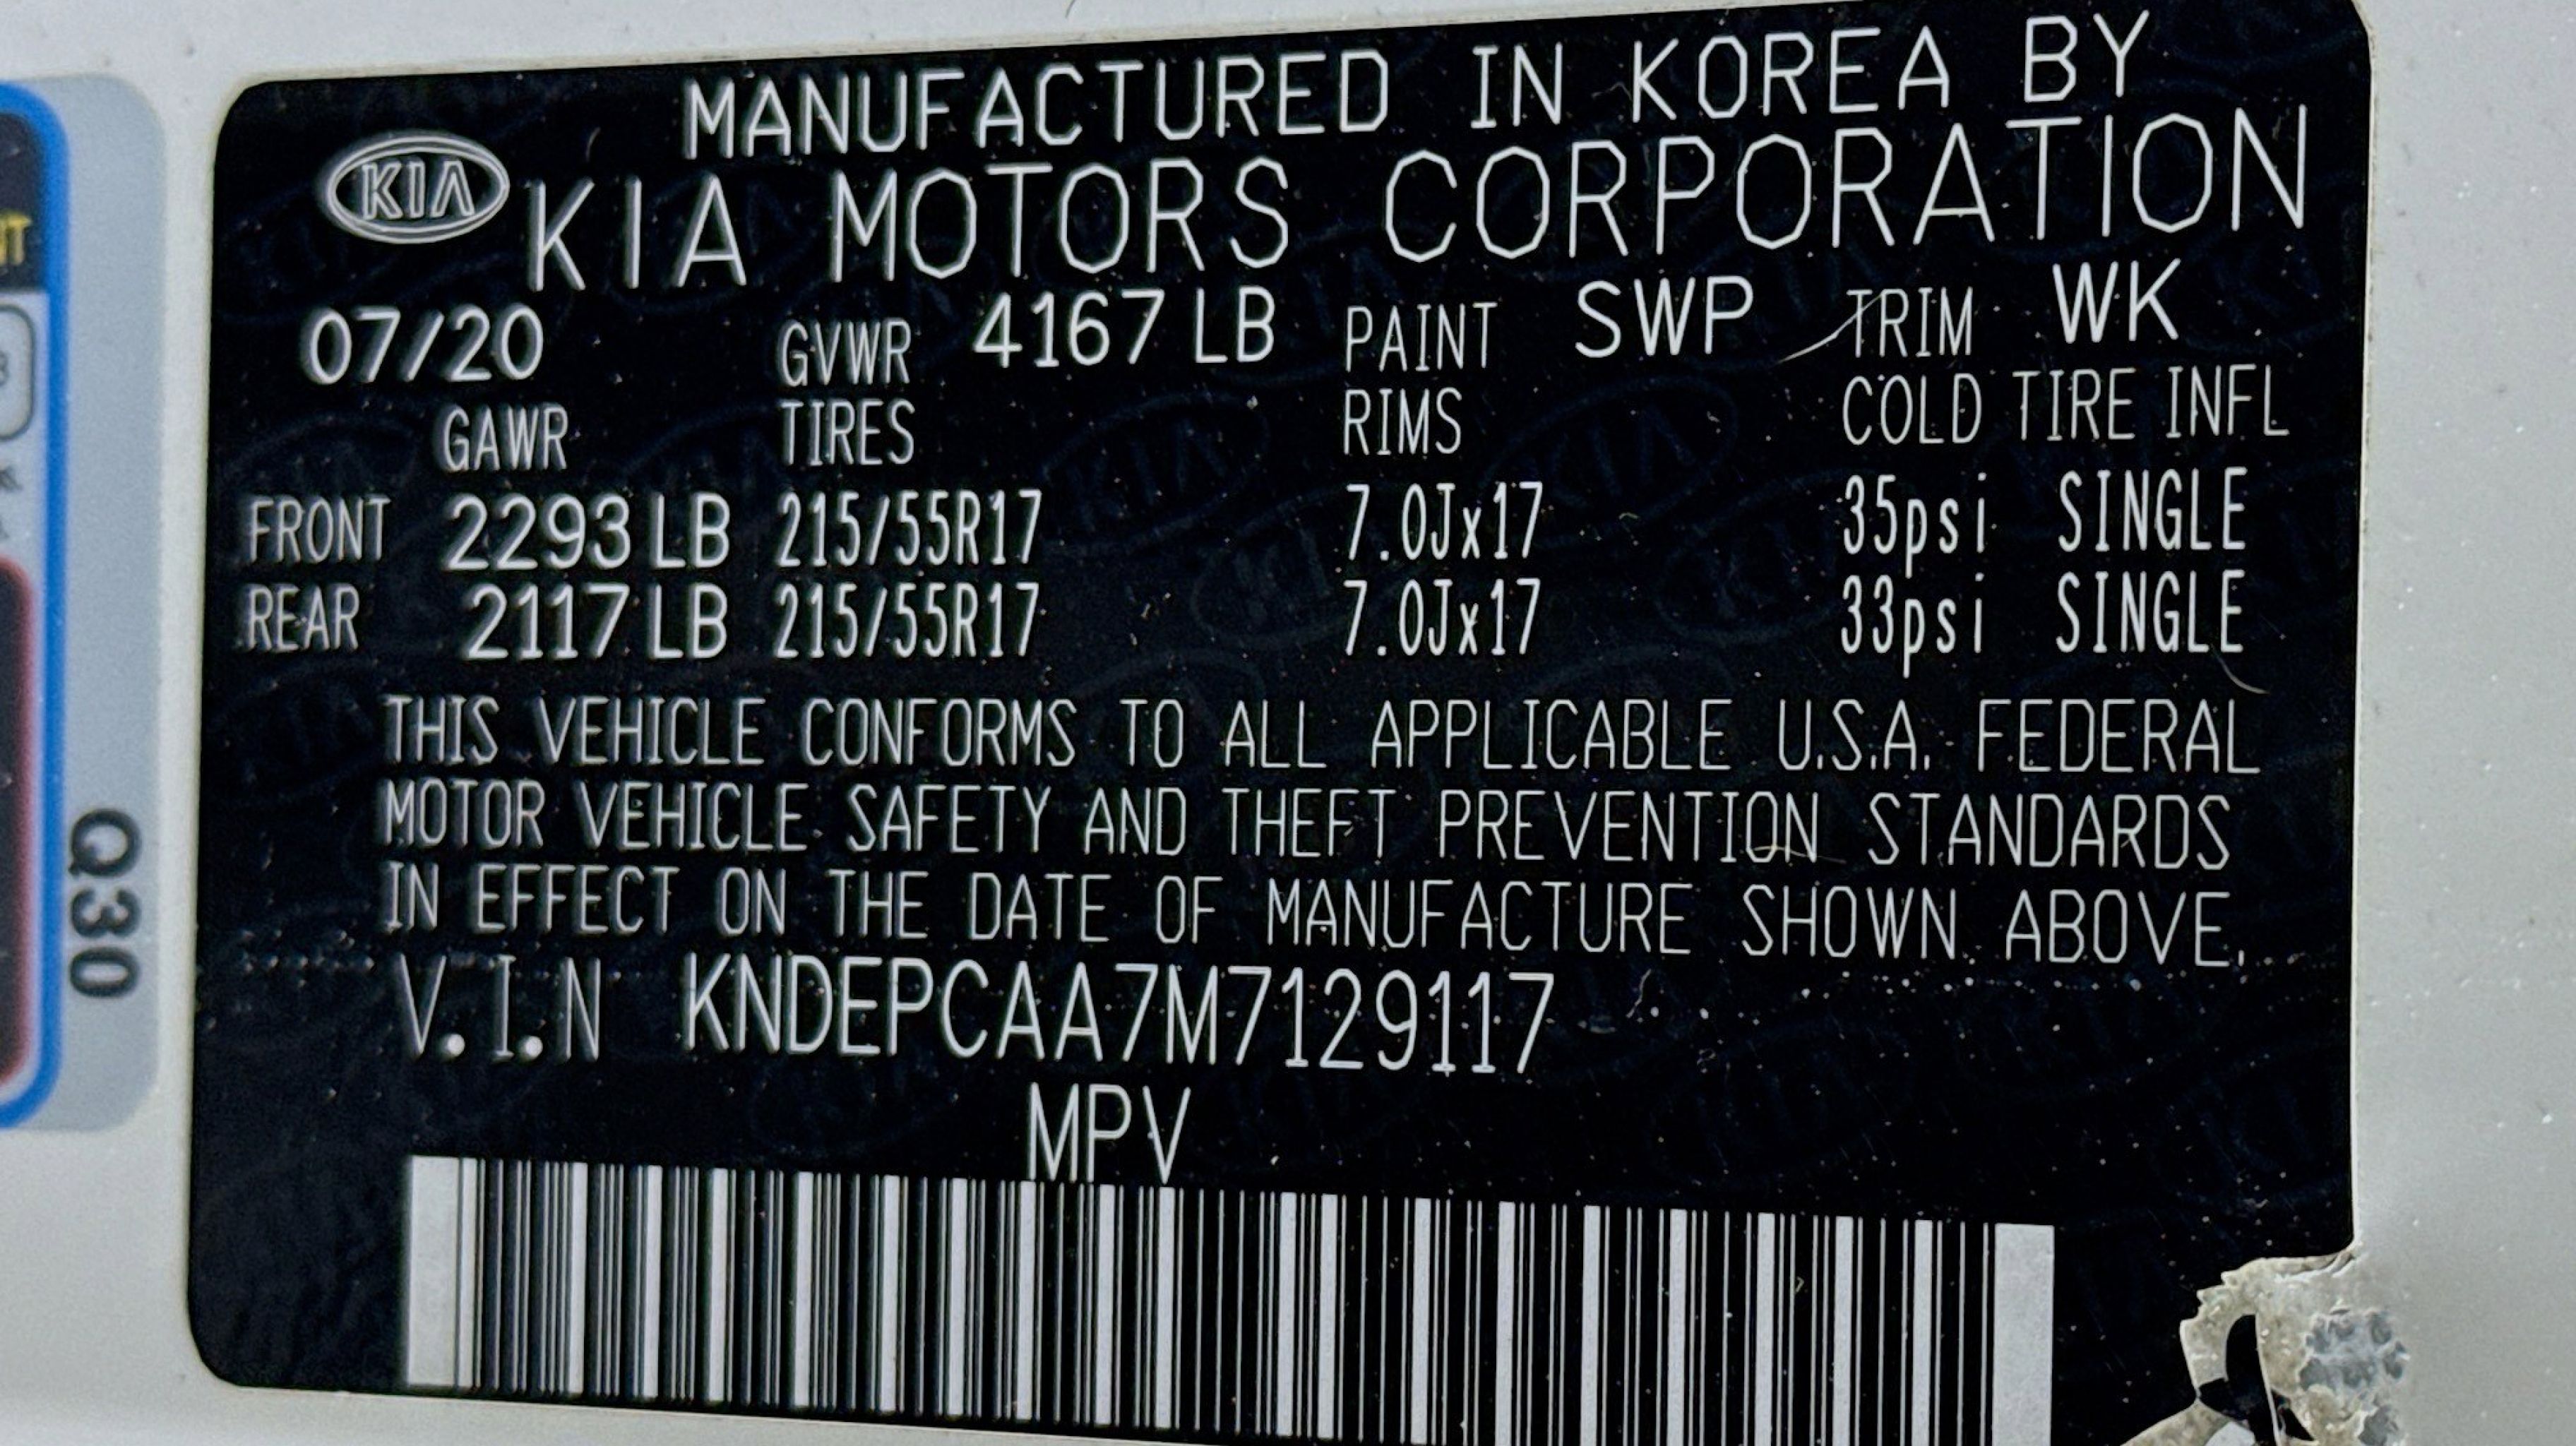 MANUFACTURED IN KOREA BY
KIA KIA MOTORS CORPORATION
07/20 GVWR 4167 LB PAINT SWP TRIM WK
GAWR TIRES RIMS COLD TIRE INFL
FRONT 2293 LB 215/55R17 7.0Jx17 35psi SINGLE
REAR 2117 LB 215/55R17 7.0Jx17 33psi SINGLE
THIS VEHICLE CONFORMS TO ALL APPLICABLE U.S.A. FEDERAL
MOTOR VEHICLE SAFETY AND THEFT PREVENTION STANDARDS
IN EFFECT ON THE DATE OF MANUFACTURE SHOWN ABOVE.
V.I.N KNDEPCAA7M7129117
MPV
Q30